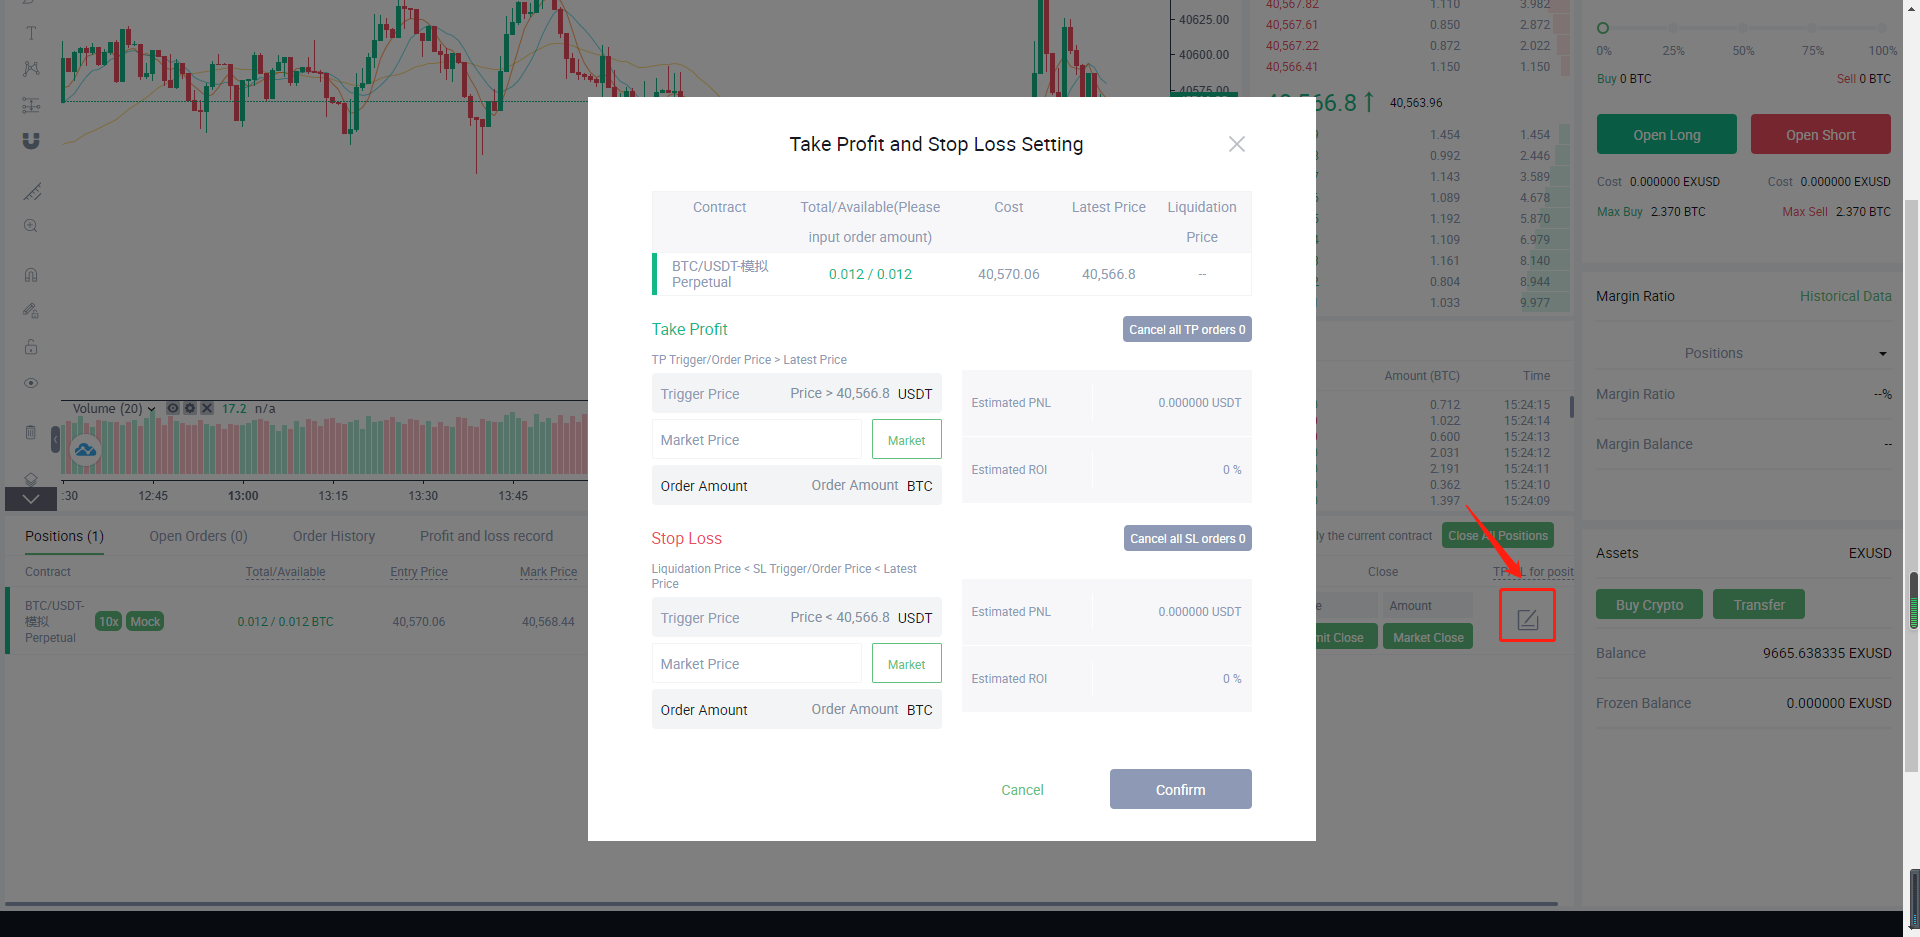 40625.00
40600.00
40575.00
40,567.82 1.110 3.982
40,567.61 0.850 2.872
40,567.22 0.872 2.022
40,566.41 1.150 1.150
40,563.96
1.454 1.454
0.992 2.446
1.143 3.589
1.089 4.678
1.192 5.870
1.109 6.979
1.161 8.140
0.804 8.944
1.033 9.977
0% 25% 50% 75% 100%
Buy 0 BTC Sell 0 BTC
Open Long Open Short
Cost 0.000000 EXUSD Cost 0.000000 EXUSD
Max Buy 2.370 BTC Max Sell 2.370 BTC
Margin Ratio Historical Data
Positions
Margin Ratio --%
Margin Balance --
Amount (BTC) Time
0.712 15:24:15
1.022 15:24:14
0.600 15:24:13
2.031 15:24:12
2.191 15:24:11
0.362 15:24:10
1.397 15:24:09
Volume (20) 17.2 n/a
:30 12:45 13:00 13:15 13:30 13:45
Take Profit and Stop Loss Setting
Contract Total/Available(Please input order amount) Cost Latest Price Liquidation Price
BTC/USDT-模拟
Perpetual
0.012 / 0.012 40,570.06 40,566.8 --
Take Profit Cancel all TP orders 0
TP Trigger/Order Price > Latest Price
Trigger Price Price > 40,566.8 USDT
Market Price Market
Order Amount Order Amount BTC
Estimated PNL 0.000000 USDT
Estimated ROI 0 %
Stop Loss Cancel all SL orders 0
Liquidation Price < SL Trigger/Order Price < Latest
Price
Trigger Price Price < 40,566.8 USDT
Market Price Market
Order Amount Order Amount BTC
Estimated PNL 0.000000 USDT
Estimated ROI 0 %
Cancel Confirm
Positions (1) Open Orders (0) Order History Profit and loss record
the current contract Close All Positions
Contract Total/Available Entry Price Mark Price Close for
BTC/USDT-
模拟
Perpetual
10x Mock 0.012 / 0.012 BTC 40,570.06 40,568.44
Amount
Close Market Close
Assets EXUSD
Buy Crypto Transfer
Balance 9665.638335 EXUSD
Frozen Balance 0.000000 EXUSD